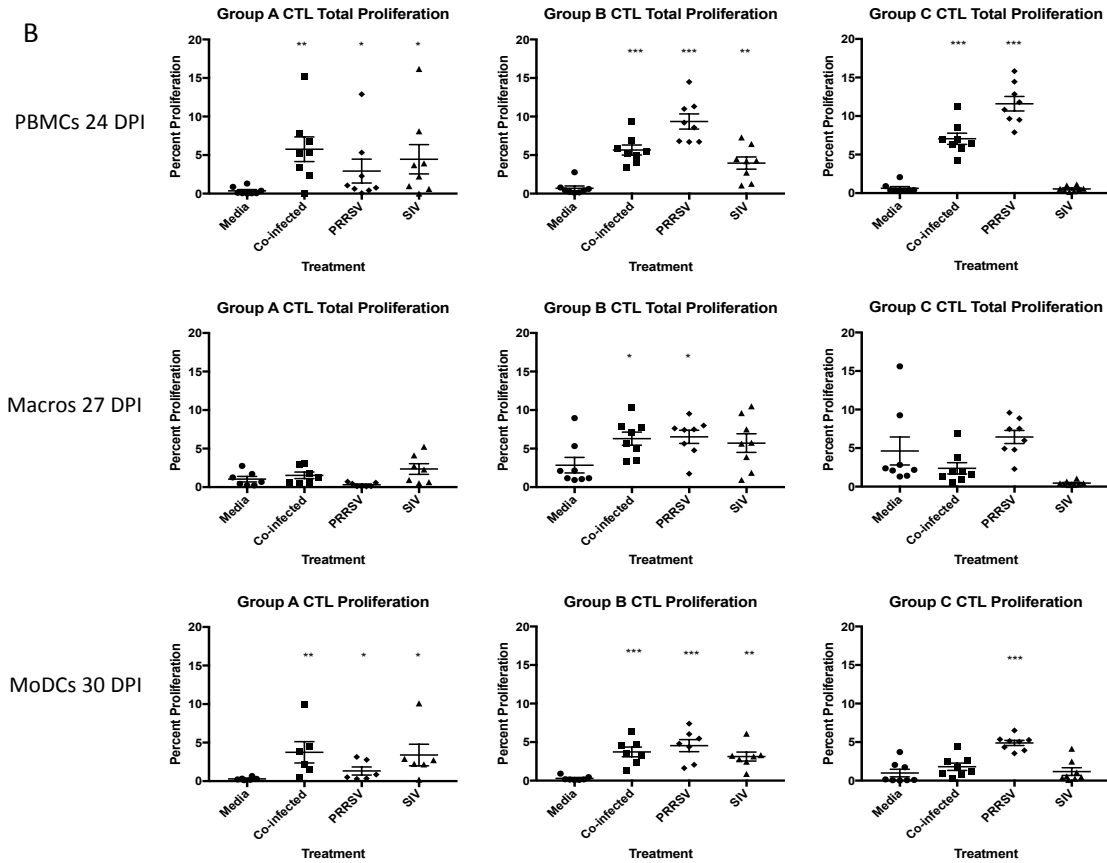 B
PBMCs 24 DPI
Group A CTL Total Proliferation
Percent Proliferation
20
15
10
5
0
** * *
Media
Co-infected
PRRSV
SIV
Treatment
Group B CTL Total Proliferation
Percent Proliferation
20
15
10
5
0
*** *** **
Media
Co-infected
PRRSV
SIV
Treatment
Group C CTL Total Proliferation
Percent Proliferation
20
15
10
5
0
*** ***
Media
Co-infected
PRRSV
SIV
Treatment
Macros 27 DPI
Group A CTL Total Proliferation
Percent Proliferation
20
15
10
5
0
Media
Co-infected
PRRSV
SIV
Treatment
Group B CTL Total Proliferation
Percent Proliferation
20
15
10
5
0
* *
Media
Co-infected
PRRSV
SIV
Treatment
Group C CTL Total Proliferation
Percent Proliferation
20
15
10
5
0
Media
Co-infected
PRRSV
SIV
Treatment
MoDCs 30 DPI
Group A CTL Proliferation
Percent Proliferation
20
15
10
5
0
** * *
Media
Co-infected
PRRSV
SIV
Treatment
Group B CTL Proliferation
Percent Proliferation
20
15
10
5
0
*** *** **
Media
Co-infected
PRRSV
SIV
Treatment
Group C CTL Proliferation
Percent Proliferation
20
15
10
5
0
***
Media
Co-infected
PRRSV
SIV
Treatment